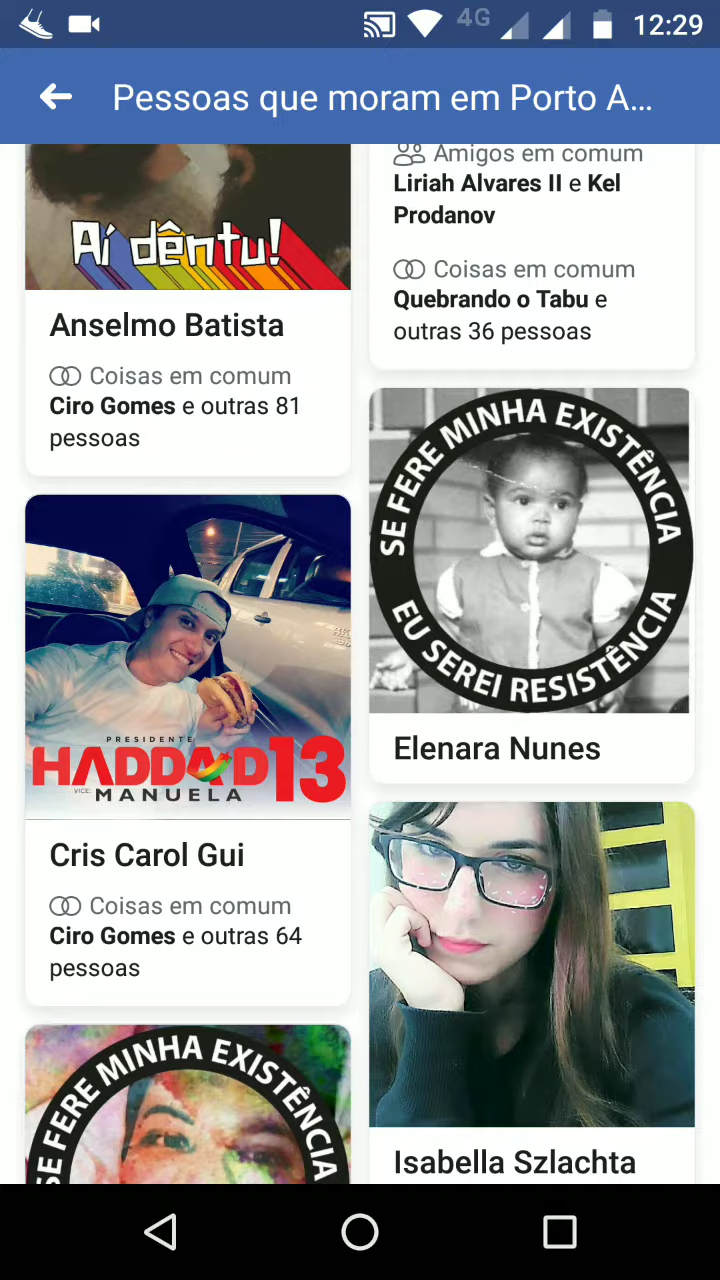 4G
12:29
Pessoas que moram em Porto A...
Aí dêntu!
Anselmo Batista
Coisas em comum
Ciro Gomes e outras 81
pessoas
PRESIDENTE
HADDAD 13
VICE: MANUELA
Cris Carol Gui
Coisas em comum
Ciro Gomes e outras 64
pessoas
SE FERE MINHA EXISTÊNCIA
Amigos em comum
Liriah Alvares II e Kel
Prodanov
Coisas em comum
Quebrando o Tabu e
outras 36 pessoas
SE FERE MINHA EXISTÊNCIA
EU SEREI RESISTÊNCIA
Elenara Nunes
Isabella Szlachta